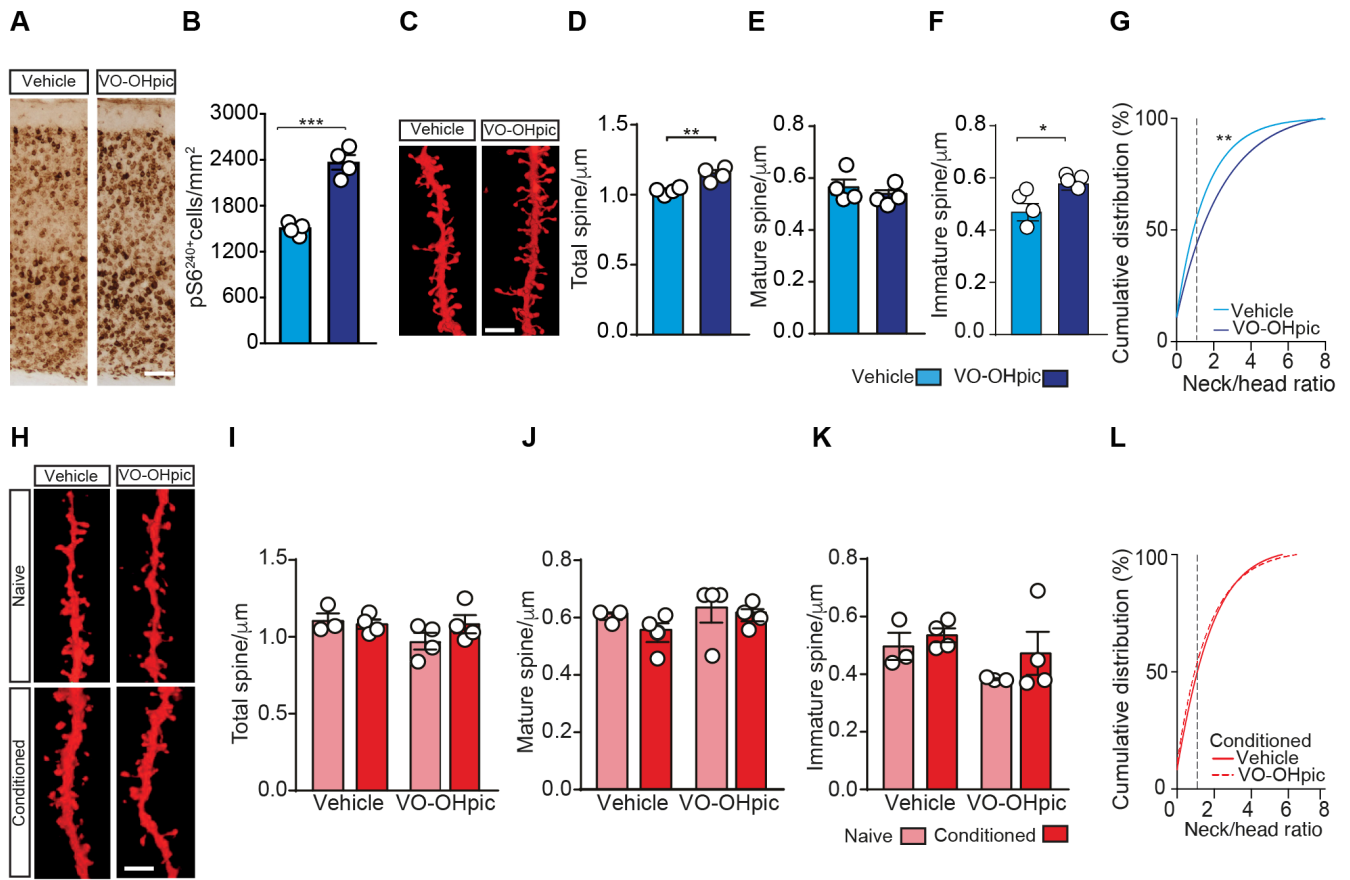 A
B
C
D
E
F
G
Vehicle
VO-OHpic
pS6240+cells/mm2
3000
2400
1800
1200
600
0
***
Vehicle
VO-OHpic
Total spine/μm
1.5
1.0
0.5
0.0
**
Mature spine/μm
0.8
0.6
0.4
0.2
0.0
Immature spine/μm
0.8
0.6
0.4
0.2
0.0
*
Vehicle
VO-OHpic
Cumulative distribution (%)
100
50
0
**
Vehicle
VO-OHpic
0 2 4 6 8
Neck/head ratio
H
I
J
K
L
Vehicle
VO-OHpic
Naive
Conditioned
Total spine/μm
1.5
1.0
0.5
0.0
Vehicle VO-OHpic
Mature spine/μm
0.8
0.6
0.4
0.2
0.0
Vehicle VO-OHpic
Immature spine/μm
0.8
0.6
0.4
0.2
0.0
Vehicle VO-OHpic
Naive
Conditioned
Cumulative distribution (%)
100
50
0
Conditioned
Vehicle
VO-OHpic
0 2 4 6 8
Neck/head ratio